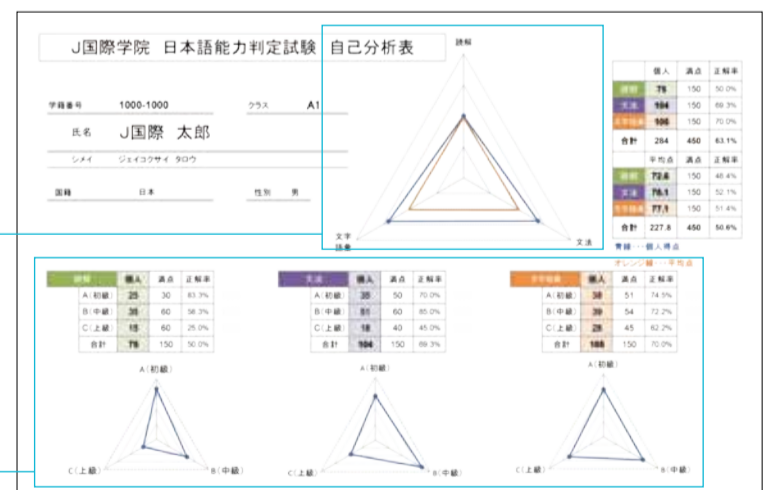 J国際学院 日本語能力判定試験 自己分析表
学籍番号 1000-1000 クラス A1
氏名 J国際 太郎
シメイ ジェイコクサイ タロウ
国籍 日本 性別 男
読解
文字
語彙
文法
個人 満点 正解率
読解 75 150 50.0%
文法 104 150 69.3%
文字語彙 105 150 70.0%
合計 284 450 63.1%
平均点 満点 正解率
読解 72.6 150 48.4%
文法 78.1 150 52.1%
文字語彙 77.1 150 51.4%
合計 227.8 450 50.6%
青線・・・個人得点
オレンジ線・・・平均点
読解 個人 満点 正解率
A(初級) 25 30 83.3%
B(中級) 35 60 58.3%
C(上級) 15 60 25.0%
合計 75 150 50.0%
A(初級)
C(上級)
B(中級)
文法 個人 満点 正解率
A(初級) 35 50 70.0%
B(中級) 51 60 85.0%
C(上級) 18 40 45.0%
合計 104 150 69.3%
A(初級)
C(上級)
B(中級)
文字語彙 個人 満点 正解率
A(初級) 38 51 74.5%
B(中級) 39 54 72.2%
C(上級) 28 45 62.2%
合計 150 70.0%
A(初級)
C(上級)
B(中級)